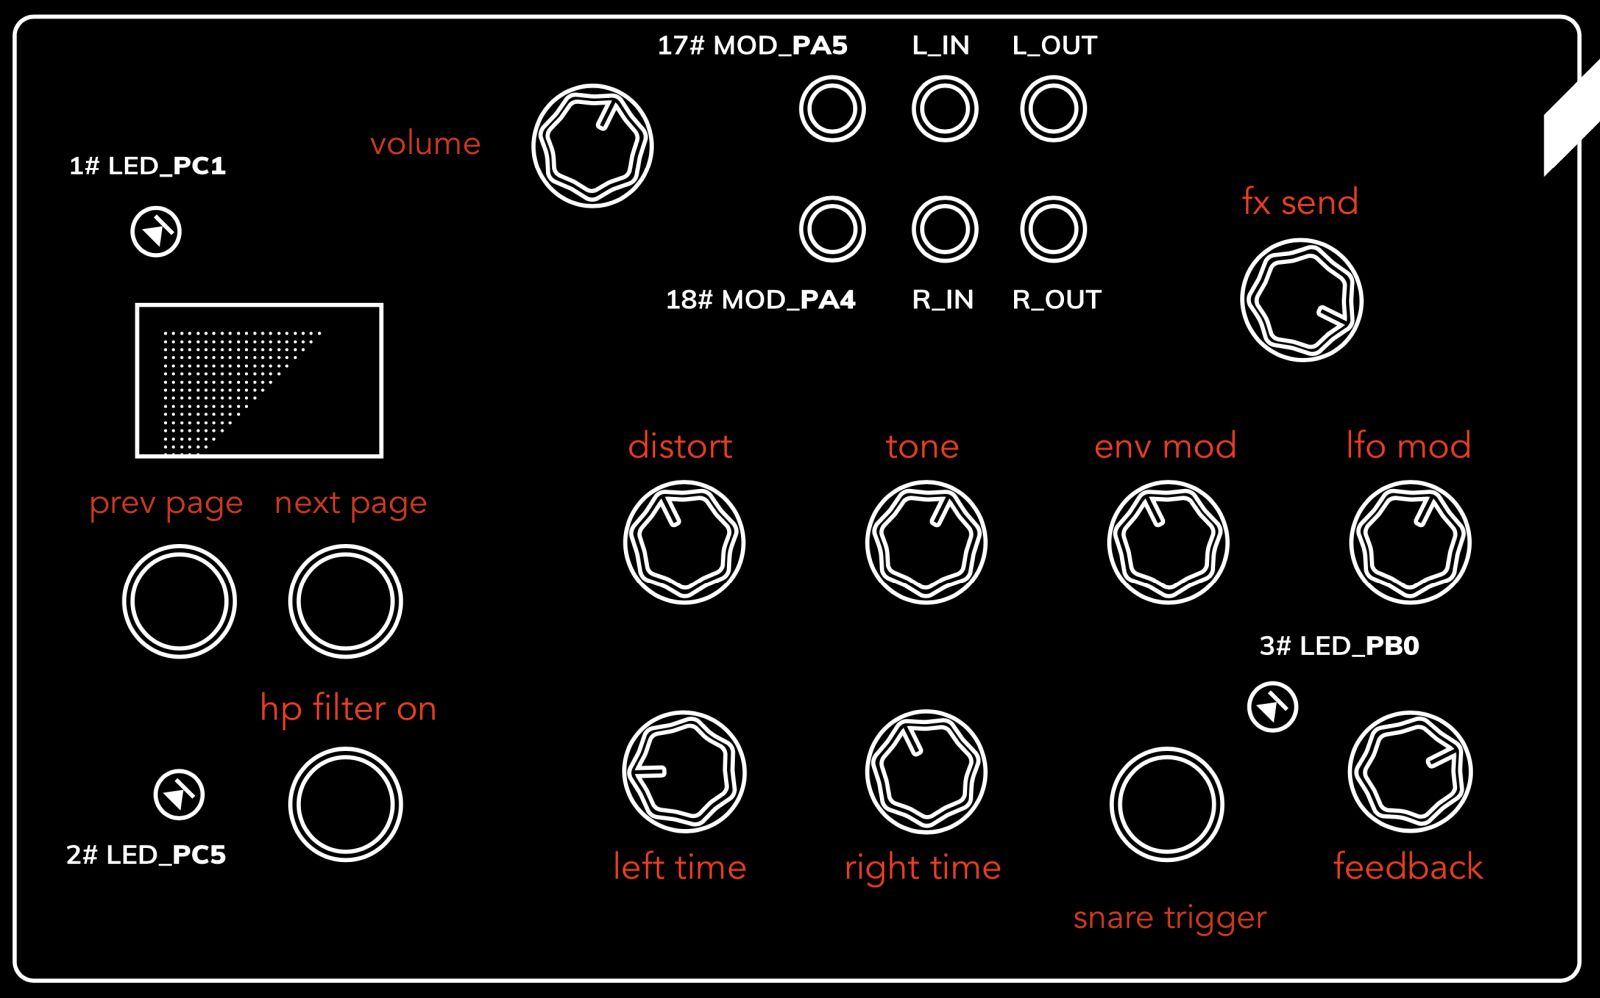 17# MOD_PA5
L_IN
L_OUT
volume
1# LED_PC1
fx send
18# MOD_PA4
R_IN
R_OUT
distort
tone
env mod
lfo mod
prev page
next page
3# LED_PB0
hp filter on
2# LED_PC5
left time
right time
feedback
snare trigger